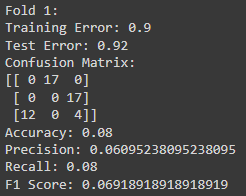 Fold 1:
Training Error: 0.9
Test Error: 0.92
Confusion Matrix:
[[ 0 17  0]
 [ 0  0 17]
 [12  0  4]]
Accuracy: 0.08
Precision: 0.06095238095238095
Recall: 0.08
F1 Score: 0.06918918918918919